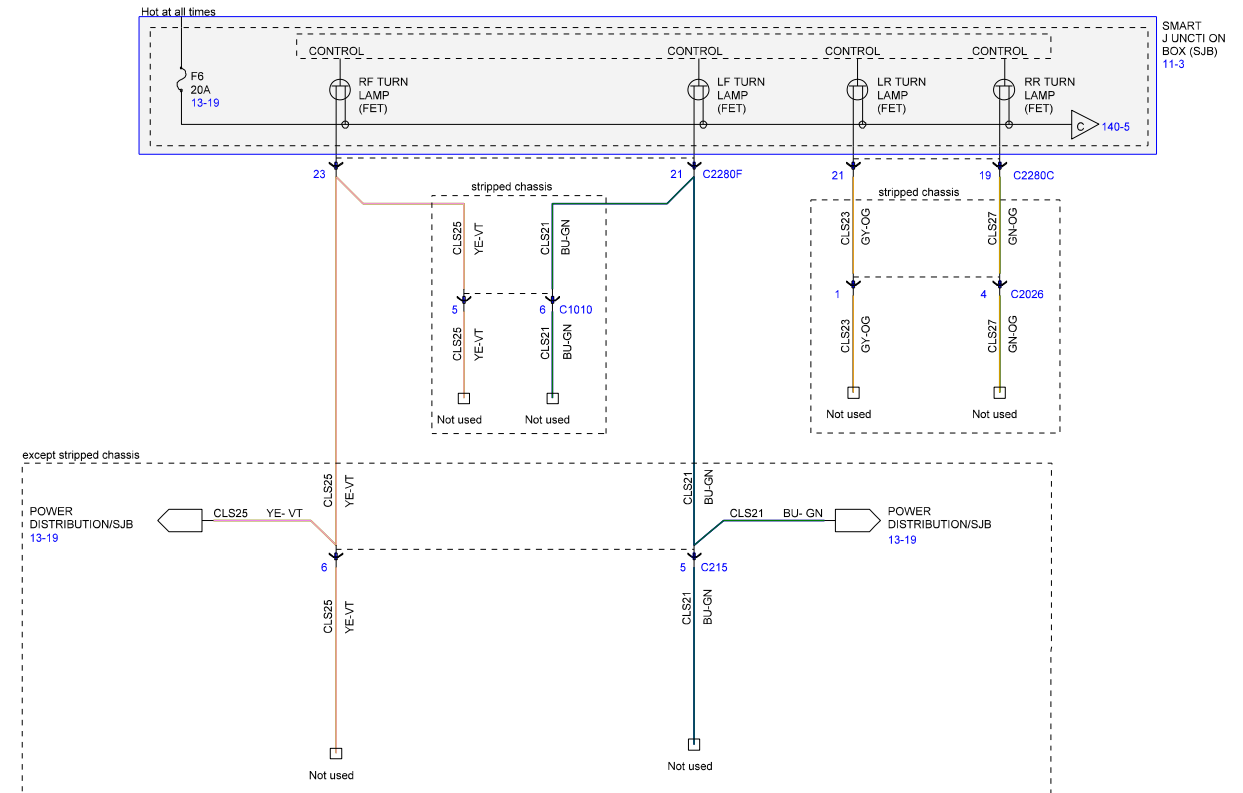 Hot at all times
SMART
JUNCTION
BOX (SJB)
11-3
CONTROL
CONTROL
CONTROL
CONTROL
F6
20A
13-19
RF TURN
LAMP
(FET)
LF TURN
LAMP
(FET)
LR TURN
LAMP
(FET)
RR TURN
LAMP
(FET)
C
140-5
23
21
C2280F
21
19
C2280C
stripped chassis
stripped chassis
CLS25
YE-VT
CLS21
BU-GN
CLS23
GY-OG
CLS27
GN-OG
5
6
C1010
1
4
C2026
CLS25
YE-VT
CLS21
BU-GN
CLS23
GY-OG
CLS27
GN-OG
Not used
Not used
Not used
Not used
except stripped chassis
CLS25
YE-VT
CLS21
BU-GN
POWER
DISTRIBUTION/SJB
13-19
CLS25
YE- VT
CLS21
BU- GN
POWER
DISTRIBUTION/SJB
13-19
6
5
C215
CLS25
YE-VT
CLS21
BU-GN
Not used
Not used